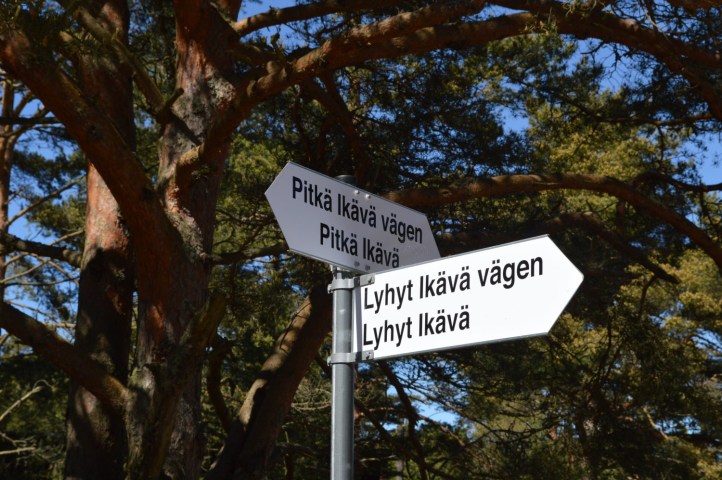 Pitkä Ikävä vägen
Pitkä Ikävä
Lyhyt Ikävä vägen
Lyhyt Ikävä